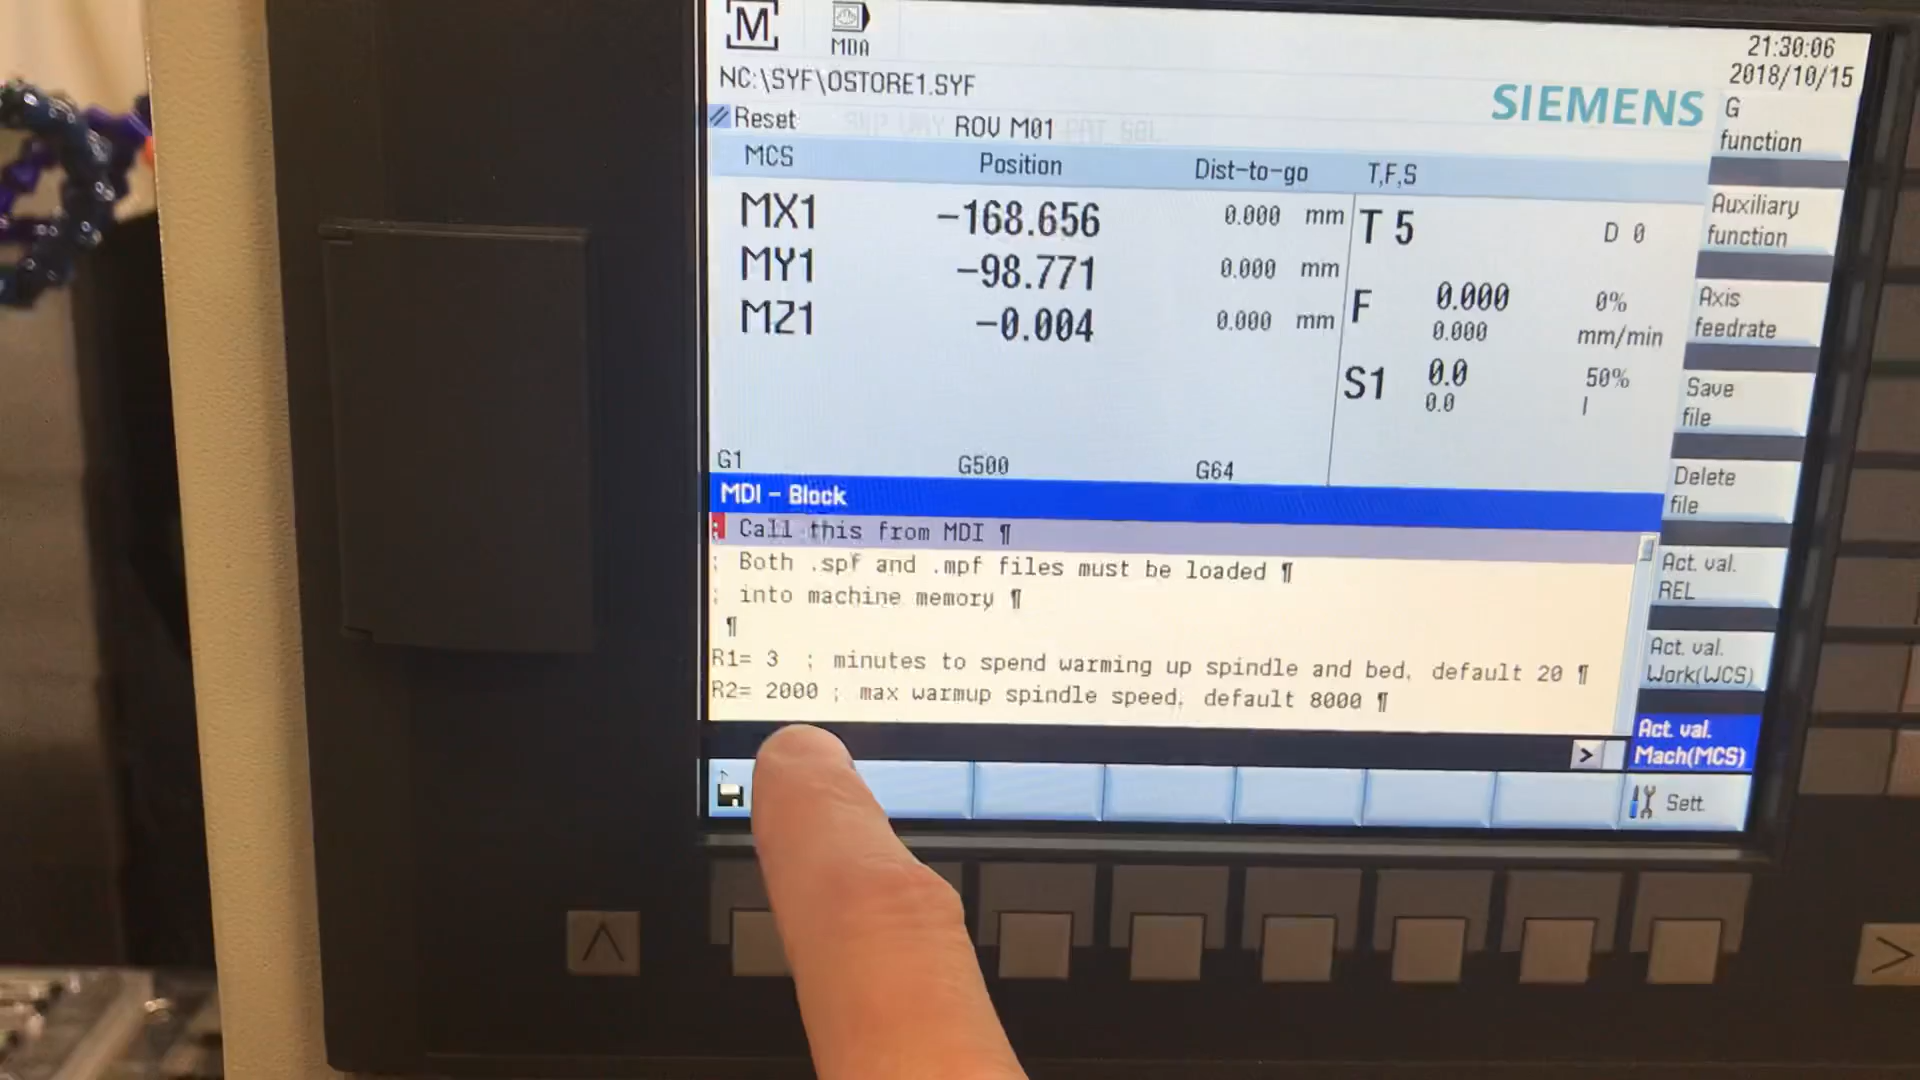 M
MDA
21:30:06
2018/10/15
NC:\SYF\OSTORE1.SYF
SIEMENS
Reset
ROV M01
MCS
Position
Dist-to-go
T,F,S
MX1
-168.656
0.000 mm
T 5
D 0
MY1
-98.771
0.000 mm
MZ1
-0.004
0.000 mm
F
0.000
0%
0.000
mm/min
S1
0.0
50%
0.0
G1
G500
G64
MDI - Block
; Call this from MDI ¶
; Both .spf and .mpf files must be loaded ¶
; into machine memory ¶
¶
R1= 3 ; minutes to spend warming up spindle and bed, default 20 ¶
R2= 2000 ; max warmup spindle speed, default 8000 ¶
G
function
Auxiliary
function
Axis
feedrate
Save
file
Delete
file
Act. val.
REL
Act. val.
Work(WCS)
Act. val.
Mach(MCS)
>
Sett